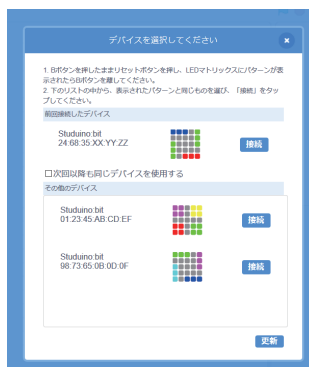 デバイスを選択してください
×
1. Bボタンを押したままリセットボタンを押し、LEDマトリックスにパターンが表
示されたらBボタンを離してください。
2. 下のリストの中から、表示されたパターンと同じものを選び、「接続」をタッ
プしてください。
前回接続したデバイス
Studuino:bit
24:68:35:XX:YY:ZZ
接続
口次回以降も同じデバイスを使用する
その他のデバイス
Studuino:bit
01:23:45:AB:CD:EF
接続
Studuino:bit
98:73:65:0B:0D:0F
接続
更新